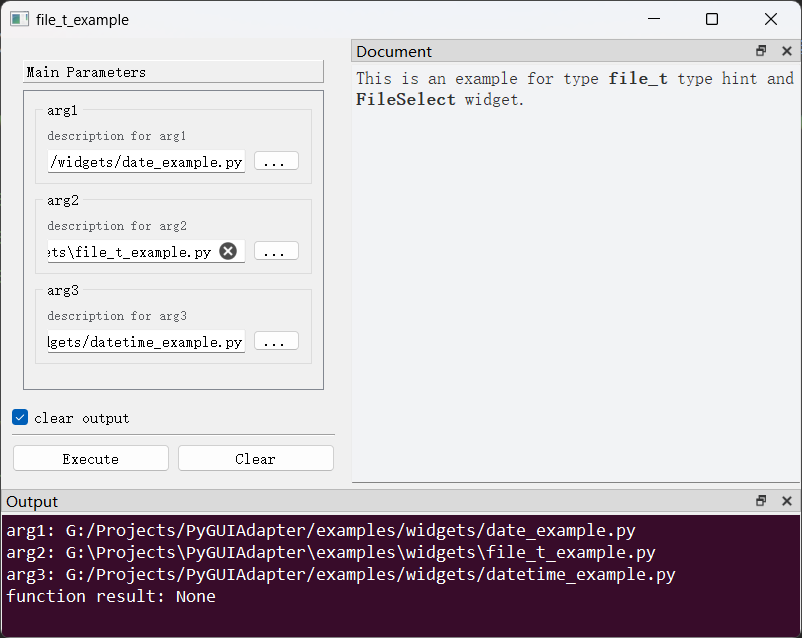 file_t_example
Main Parameters
arg1
description for arg1
/widgets/date_example.py
...
arg2
description for arg2
ets\file_t_example.py
...
arg3
description for arg3
dgets/datetime_example.py
...
clear output
Execute
Clear
Document
This is an example for type file_t type hint and
FileSelect widget.
Output
arg1: G:/Projects/PyGUIAdapter/examples/widgets/date_example.py
arg2: G:\Projects\PyGUIAdapter\examples\widgets\file_t_example.py
arg3: G:/Projects/PyGUIAdapter/examples/widgets/datetime_example.py
function result: None